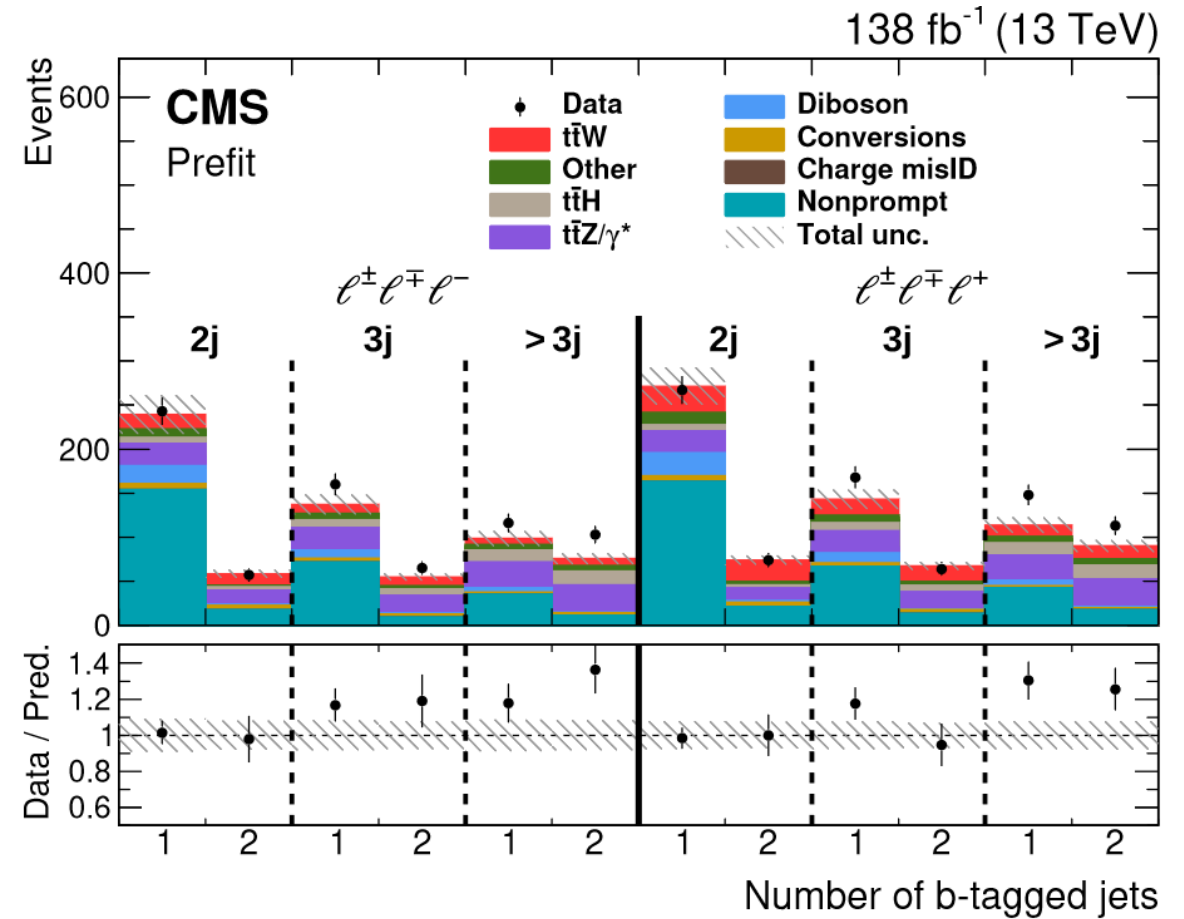 138 fb⁻¹ (13 TeV)
Events
600
400
200
0
CMS
Prefit
Data
tt̄W
Other
tt̄H
tt̄Z/γ*
Diboson
Conversions
Charge misID
Nonprompt
Total unc.
ℓ±ℓ∓ℓ−
ℓ±ℓ∓ℓ+
2j 3j > 3j 2j 3j > 3j
Data / Pred.
1.4
1.2
1
0.8
0.6
1 2 1 2 1 2 1 2 1 2 1 2
Number of b-tagged jets